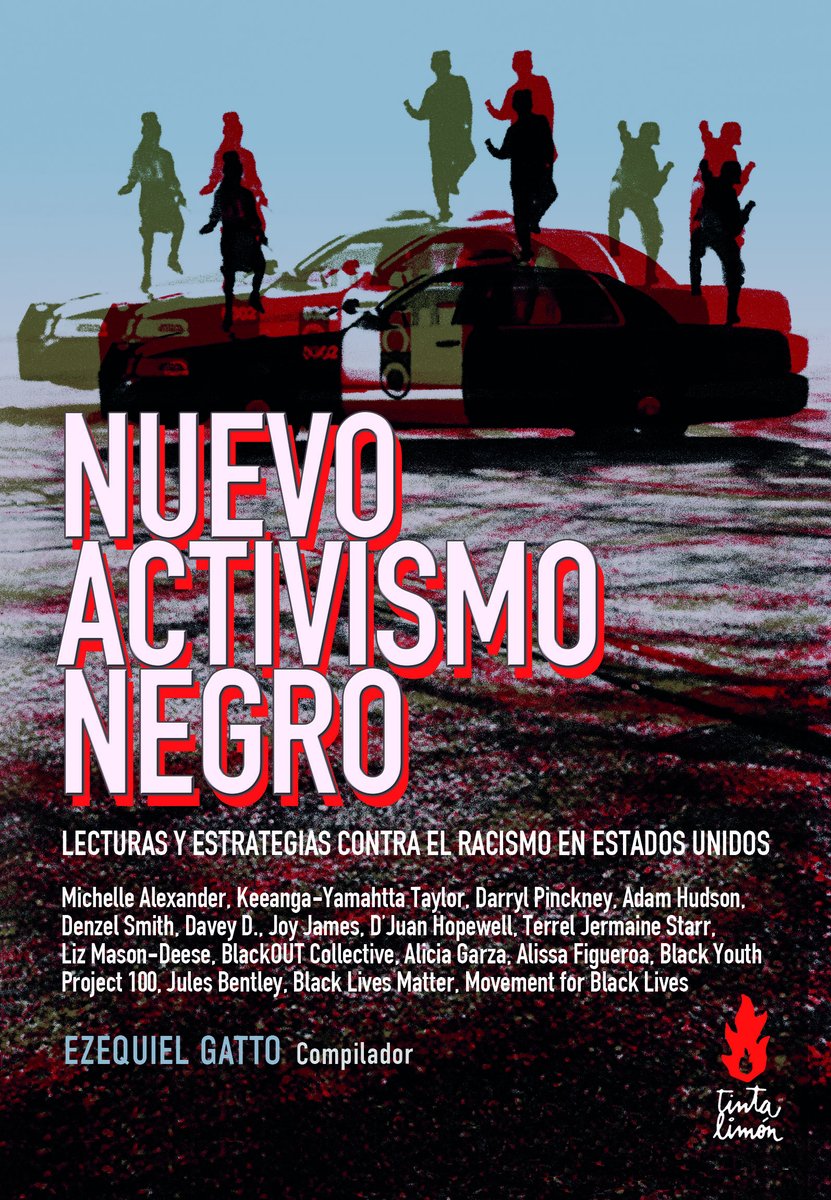 NUEVO
ACTIVISMO
NEGRO
LECTURAS Y ESTRATEGIAS CONTRA EL RACISMO EN ESTADOS UNIDOS
Michelle Alexander, Keeanga-Yamahtta Taylor, Darryl Pinckney, Adam Hudson,
Denzel Smith, Davey D., Joy James, D'Juan Hopewell, Terrel Jermaine Starr,
Liz Mason-Deese, BlackOUT Collective, Alicia Garza, Alissa Figueroa, Black Youth
Project 100, Jules Bentley, Black Lives Matter, Movement for Black Lives
EZEQUIEL GATTO Compilador
tinta
limón